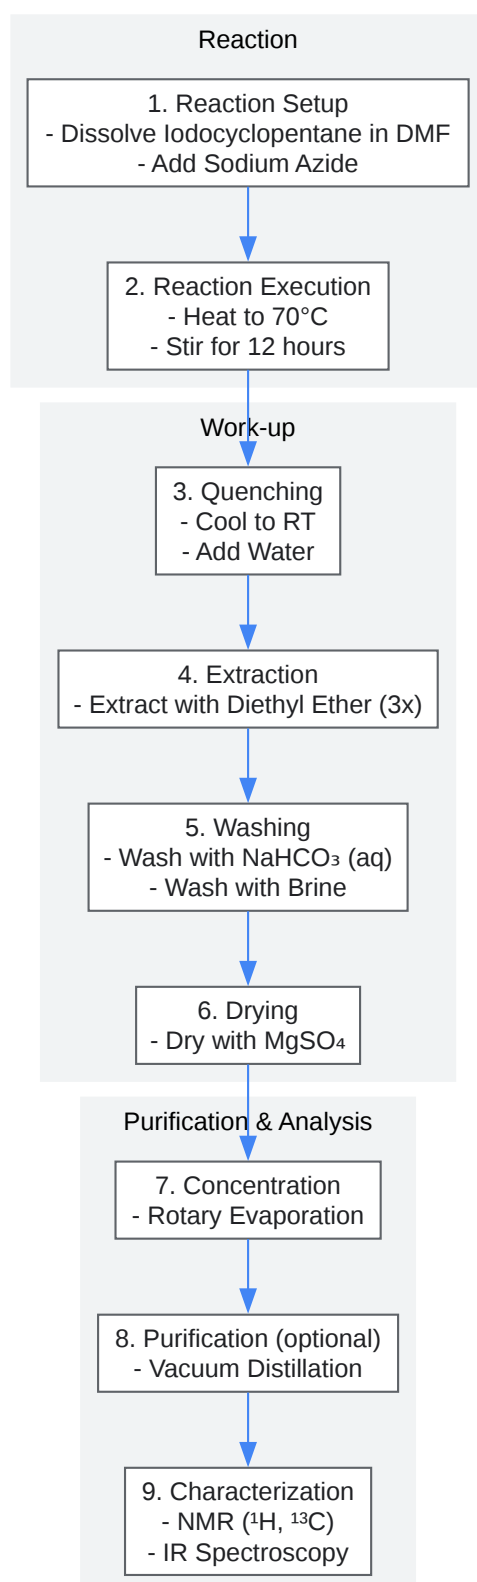 Reaction
1. Reaction Setup
- Dissolve Iodocyclopentane in DMF
- Add Sodium Azide
2. Reaction Execution
- Heat to 70°C
- Stir for 12 hours
Work-up
3. Quenching
- Cool to RT
- Add Water
4. Extraction
- Extract with Diethyl Ether (3x)
5. Washing
- Wash with NaHCO₃ (aq)
- Wash with Brine
6. Drying
- Dry with MgSO₄
Purification & Analysis
7. Concentration
- Rotary Evaporation
8. Purification (optional)
- Vacuum Distillation
9. Characterization
- NMR (¹H, ¹³C)
- IR Spectroscopy